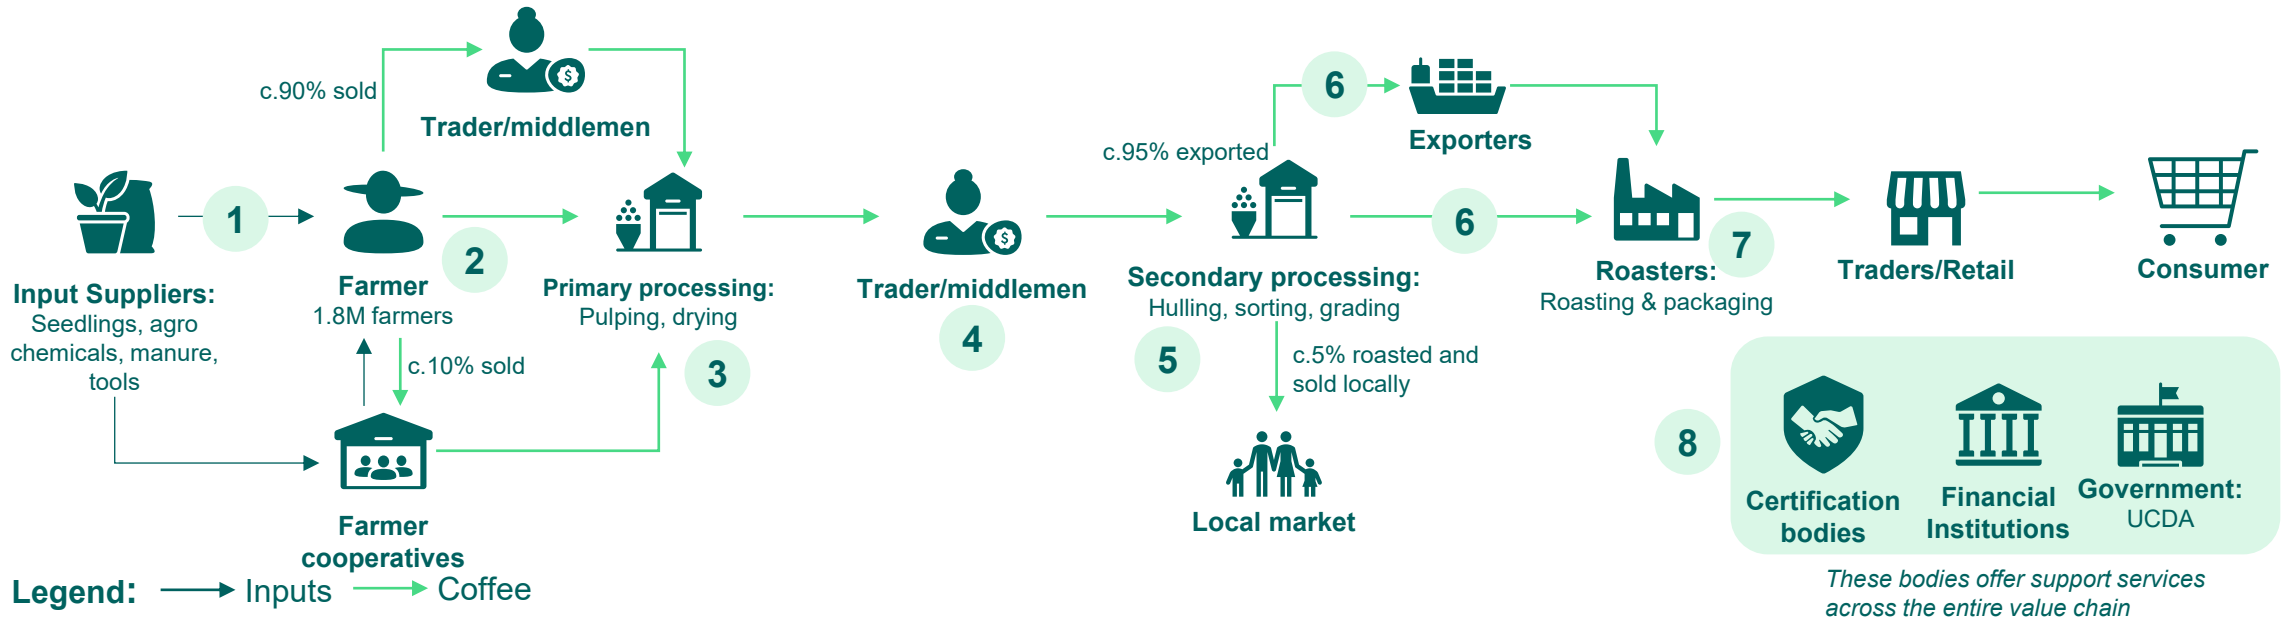 c.90% sold
Trader/middlemen
6
Exporters
c.95% exported
1
2
Input Suppliers:
Seedlings, agro
chemicals, manure,
tools
Farmer
1.8M farmers
c.10% sold
Farmer
cooperatives
Primary processing:
Pulping, drying
3
Trader/middlemen
4
Secondary processing:
Hulling, sorting, grading
5
c.5% roasted and
sold locally
Local market
6
Roasters:
Roasting & packaging
7
Traders/Retail
Consumer
8
Certification
bodies
Financial
Institutions
Government:
UCDA
These bodies offer support services
across the entire value chain
Legend:
Inputs
Coffee
$
$